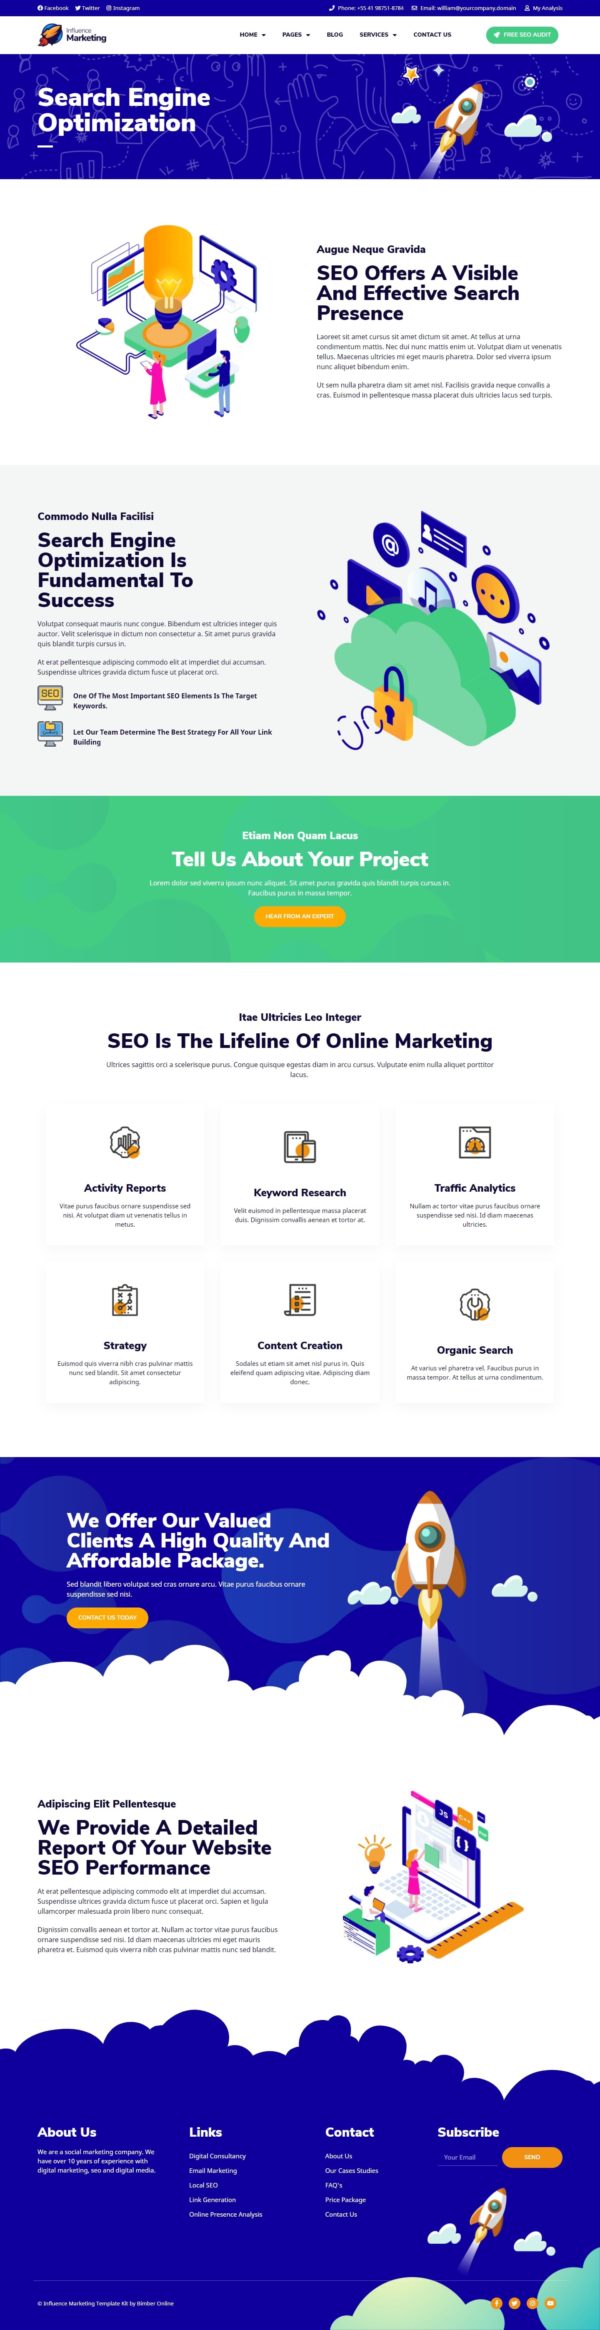 Facebook Twitter Instagram Phone: +55 41 98751-8784 Email: william@yourcompany.domain My Analysis
Influence
Marketing
HOME PAGES BLOG SERVICES CONTACT US FREE SEO AUDIT
Search Engine
Optimization
Augue Neque Gravida
SEO Offers A Visible
And Effective Search
Presence
Laoreet sit amet cursus sit amet dictum sit amet. At tellus at urna
condimentum mattis. Nec dui nunc mattis enim ut. Volutpat diam ut venenatis
tellus. Maecenas ultricies mi eget mauris pharetra. Dolor sed viverra ipsum
nunc aliquet bibendum enim.
Ut sem nulla pharetra diam sit amet nisl. Facilisis gravida neque convallis a
cras. Euismod in pellentesque massa placerat duis ultricies lacus sed turpis.
Commodo Nulla Facilisi
Search Engine
Optimization Is
Fundamental To
Success
Volutpat consequat mauris nunc congue. Bibendum est ultricies integer quis
auctor. Velit scelerisque in dictum non consectetur a. Sit amet purus gravida
quis blandit turpis cursus in.
At erat pellentesque adipiscing commodo elit at imperdiet dui accumsan.
Suspendisse ultrices gravida dictum fusce ut placerat orci.
SEO
One Of The Most Important SEO Elements Is The Target
Keywords.
Let Our Team Determine The Best Strategy For All Your Link
Building
@
Etiam Non Quam Lacus
Tell Us About Your Project
Lorem dolor sed viverra ipsum nunc aliquet. Sit amet purus gravida quis blandit turpis cursus in.
Faucibus purus in massa tempor.
HEAR FROM AN EXPERT
Itae Ultricies Leo Integer
SEO Is The Lifeline Of Online Marketing
Ultrices sagittis orci a scelerisque purus. Congue quisque egestas diam in arcu cursus. Vulputate enim nulla aliquet porttitor
lacus.
Activity Reports
Vitae purus faucibus ornare suspendisse sed
nisi. At volutpat diam ut venenatis tellus in
metus.
Keyword Research
Velit euismod in pellentesque massa placerat
duis. Dignissim convallis aenean et tortor at.
Traffic Analytics
Nullam ac tortor vitae purus faucibus ornare
suspendisse sed nisi. Id diam maecenas
ultricies.
Strategy
Euismod quis viverra nibh cras pulvinar mattis
nunc sed blandit. Sit amet consectetur
adipiscing.
Content Creation
Sodales ut etiam sit amet nisl purus in. Quis
eleifend quam adipiscing vitae. Adipiscing diam
donec.
Organic Search
At varius vel pharetra vel. Faucibus purus in
massa tempor. At tellus at urna condimentum.
We Offer Our Valued
Clients A High Quality And
Affordable Package.
Sed blandit libero volutpat sed cras ornare arcu. Vitae purus faucibus ornare
suspendisse sed nisi.
CONTACT US TODAY
Adipiscing Elit Pellentesque
We Provide A Detailed
Report Of Your Website
SEO Performance
At erat pellentesque adipiscing commodo elit at imperdiet dui accumsan.
Suspendisse ultrices gravida dictum fusce ut placerat orci. Sapien et ligula
ullamcorper malesuada proin libero nunc consequat.
Dignissim convallis aenean et tortor at. Nullam ac tortor vitae purus faucibus
ornare suspendisse sed nisi. Id diam maecenas ultricies mi eget mauris
pharetra et. Euismod quis viverra nibh cras pulvinar mattis nunc sed blandit.
JS
C++
{ }
About Us
We are a social marketing company. We
have over 10 years of experience with
digital marketing, seo and digital media.
Links
Digital Consultancy
Email Marketing
Local SEO
Link Generation
Online Presence Analysis
Contact
About Us
Our Cases Studies
FAQ's
Price Package
Contact Us
Subscribe
Your Email SEND
© Influence Marketing Template Kit by Bimber Online